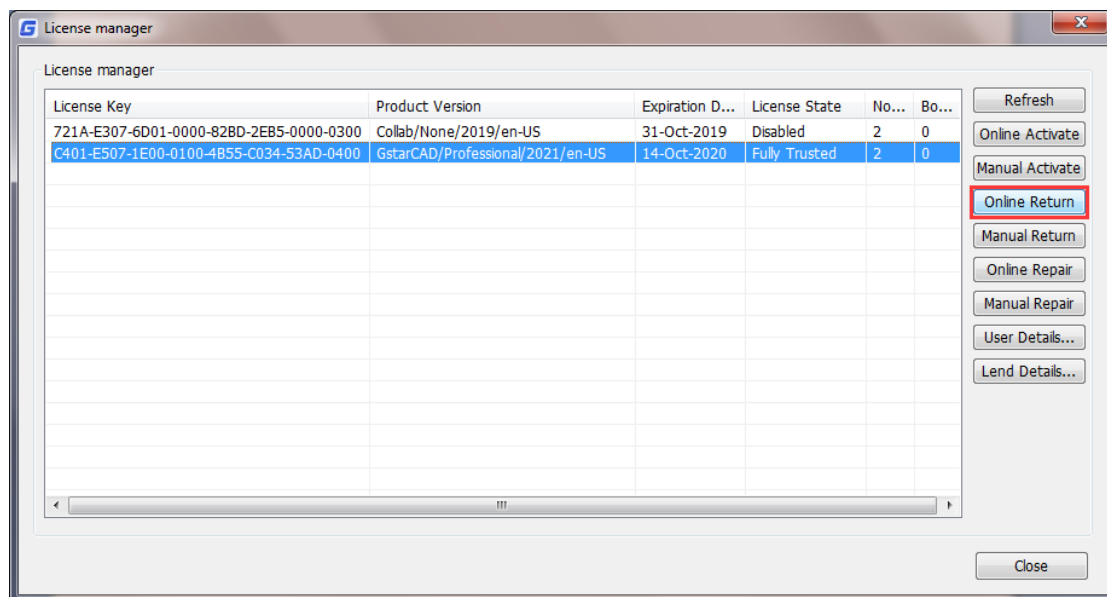 License manager
License manager
License Key Product Version Expiration D... License State No... Bo...
721A-E307-6D01-0000-82BD-2EB5-0000-0300 Collab/None/2019/en-US 31-Oct-2019 Disabled 2 0
C401-E507-1E00-0100-4B55-C034-53AD-0400 GstarCAD/Professional/2021/en-US 14-Oct-2020 Fully Trusted 2 0
Refresh
Online Activate
Manual Activate
Online Return
Manual Return
Online Repair
Manual Repair
User Details...
Lend Details...
Close